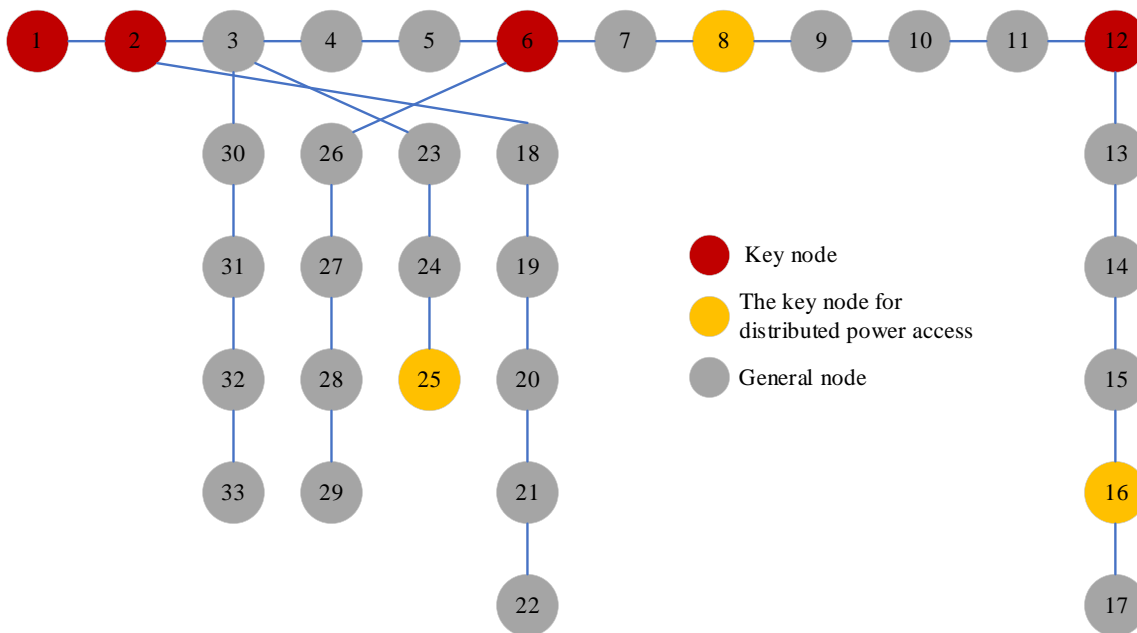 1 2 3 4 5 6 7 8 9 10 11 12
30 26 23 18 13
31 27 24 19 14
32 28 25 20 15
33 29 21 16
22 17
Key node
The key node for
distributed power access
General node